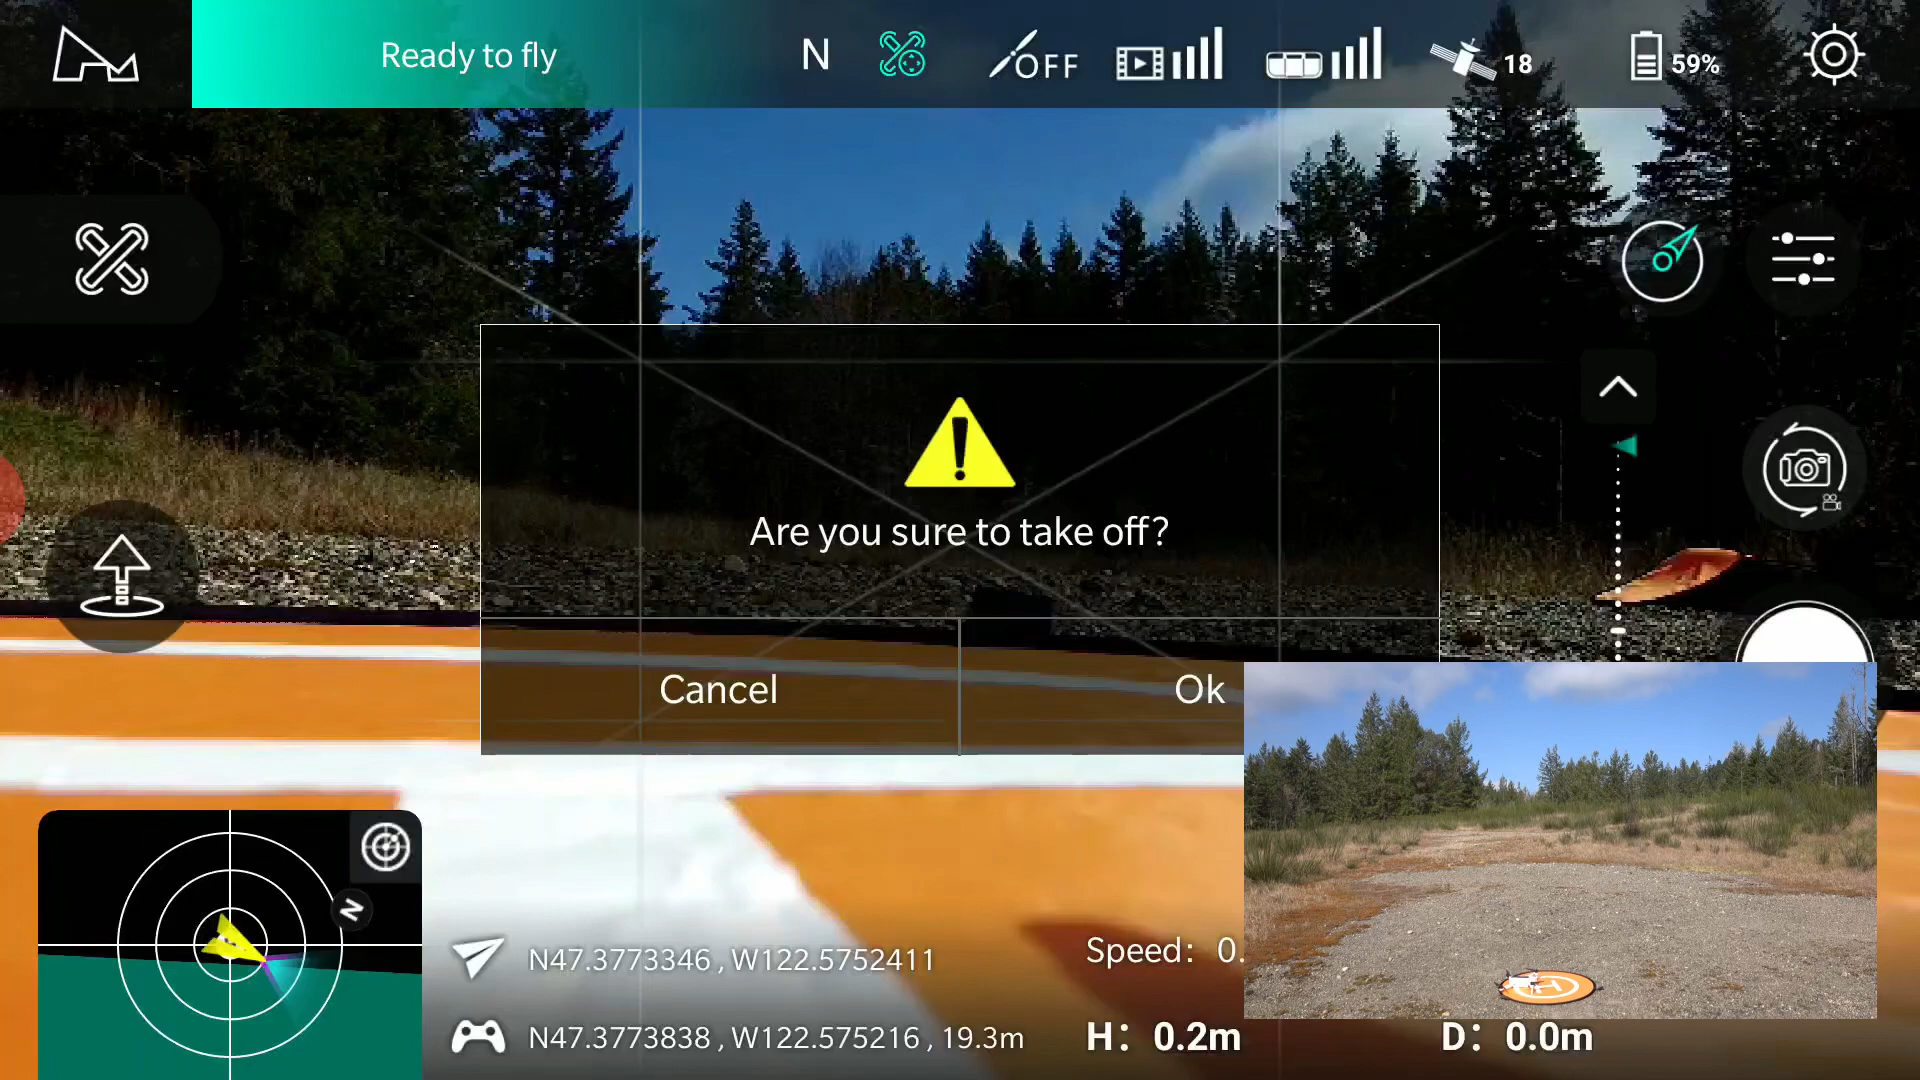 Ready to fly
N
OFF
18
59%
Are you sure to take off?
Cancel
Ok
N
N47.3773346 , W122.5752411
Speed: 0.
N47.3773838 , W122.575216 , 19.3m
H: 0.2m
D: 0.0m
H